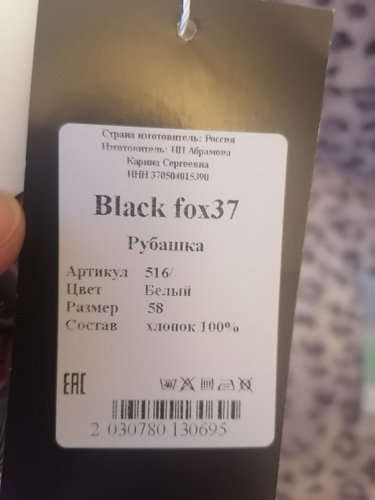 Страна изготовитель: Россия
Изготовитель: ИП Абрамова
Карина Сергеевна
ИНН 370504015390
Black fox37
Рубашка
Артикул 516/
Цвет Белый
Размер 58
Состав хлопок 100%
EAC
2 030780 130695